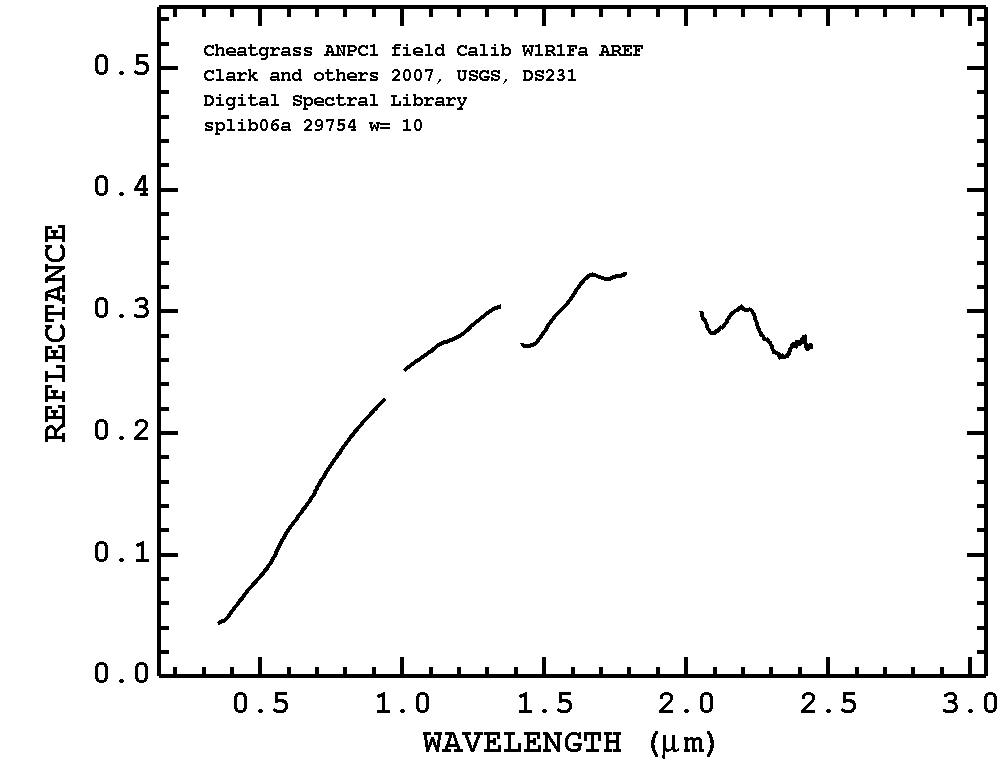 Cheatgrass ANPC1 field Calib W1R1Fa AREF
Clark and others 2007, USGS, DS231
Digital Spectral Library
splib06a 29754 w= 10
0.5
0.4
0.3
0.2
0.1
0.0
REFLECTANCE
0.5 1.0 1.5 2.0 2.5 3.0
WAVELENGTH (μm)